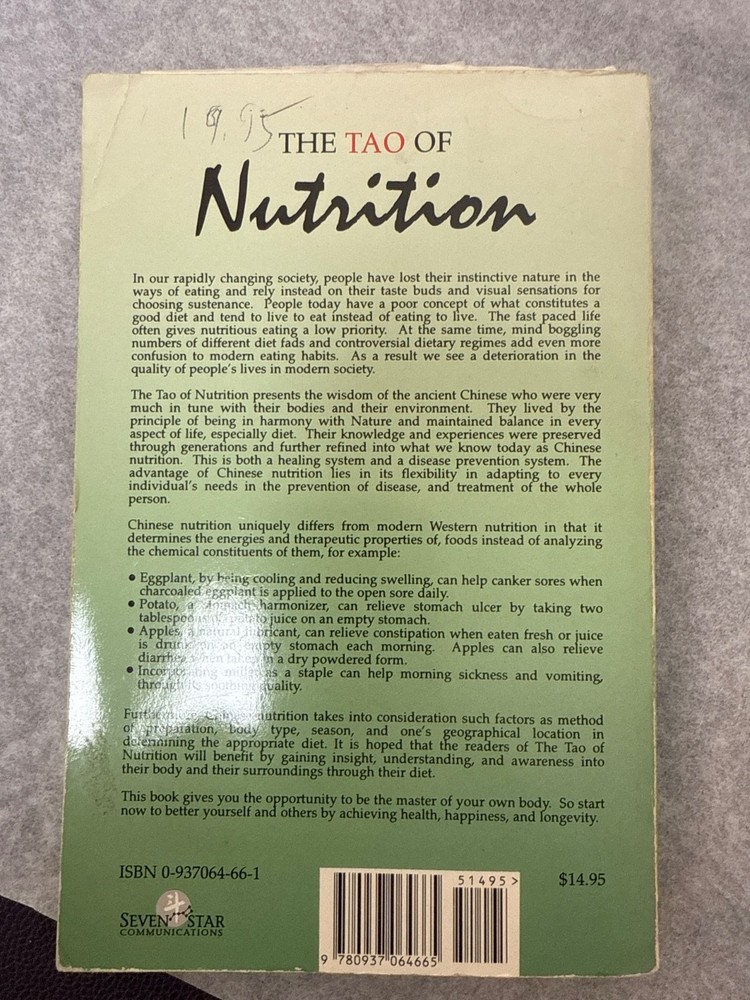 19.95
THE TAO OF
Nutrition
In our rapidly changing society, people have lost their instinctive nature in the
ways of eating and rely instead on their taste buds and visual sensations for
choosing sustenance. People today have a poor concept of what constitutes a
good diet and tend to live to eat instead of eating to live. The fast paced life
often gives nutritious eating a low priority. At the same time, mind boggling
numbers of different diet fads and controversial dietary regimes add even more
confusion to modern eating habits. As a result we see a deterioration in the
quality of people's lives in modern society.
The Tao of Nutrition presents the wisdom of the ancient Chinese who were very
much in tune with their bodies and their environment. They lived by the
principle of being in harmony with Nature and maintained balance in every
aspect of life, especially diet. Their knowledge and experiences were preserved
through generations and further refined into what we know today as Chinese
nutrition. This is both a healing system and a disease prevention system. The
advantage of Chinese nutrition lies in its flexibility in adapting to every
individual's needs in the prevention of disease, and treatment of the whole
person.
Chinese nutrition uniquely differs from modern Western nutrition in that it
determines the energies and therapeutic properties of, foods instead of analyzing
the chemical constituents of them, for example:
• Eggplant, by being cooling and reducing swelling, can help canker sores when
charcoaled eggplant is applied to the open sore daily.
• Potato, a stomach harmonizer, can relieve stomach ulcer by taking two
tablespoons of potato juice on an empty stomach.
• Apples, a natural lubricant, can relieve constipation when eaten fresh or juice
is drunk on an empty stomach each morning. Apples can also relieve
diarrhea when taken in a dry powdered form.
• Incorporating millet as a staple can help morning sickness and vomiting,
through its soothing quality.
Furthermore, Chinese nutrition takes into consideration such factors as method
of preparation, body type, season, and one's geographical location in
determining the appropriate diet. It is hoped that the readers of The Tao of
Nutrition will benefit by gaining insight, understanding, and awareness into
their body and their surroundings through their diet.
This book gives you the opportunity to be the master of your own body. So start
now to better yourself and others by achieving health, happiness, and longevity.
ISBN 0-937064-66-1
51495>
$14.95
斗
SEVEN STAR
COMMUNICATIONS
9 780937 064665